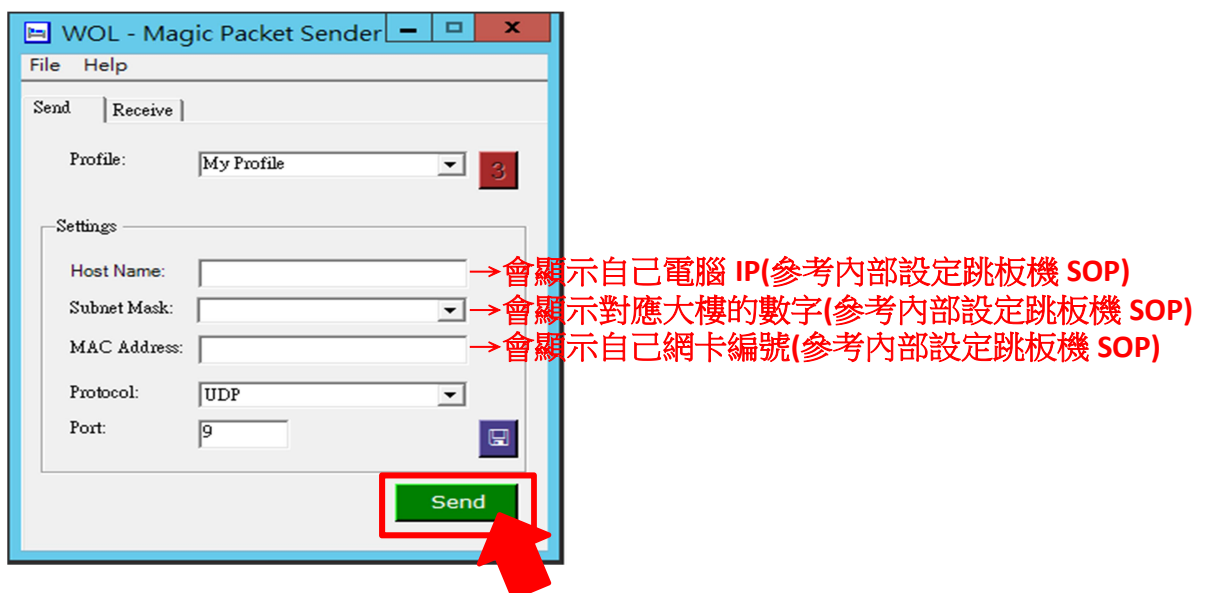 WOL - Magic Packet Sender
File Help
Send Receive
Profile: My Profile 3
Settings
Host Name: →會顯示自己電腦 IP(參考內部設定跳板機 SOP)
Subnet Mask: →會顯示對應大樓的數字(參考內部設定跳板機 SOP)
MAC Address: →會顯示自己網卡編號(參考內部設定跳板機 SOP)
Protocol: UDP
Port: 9
Send